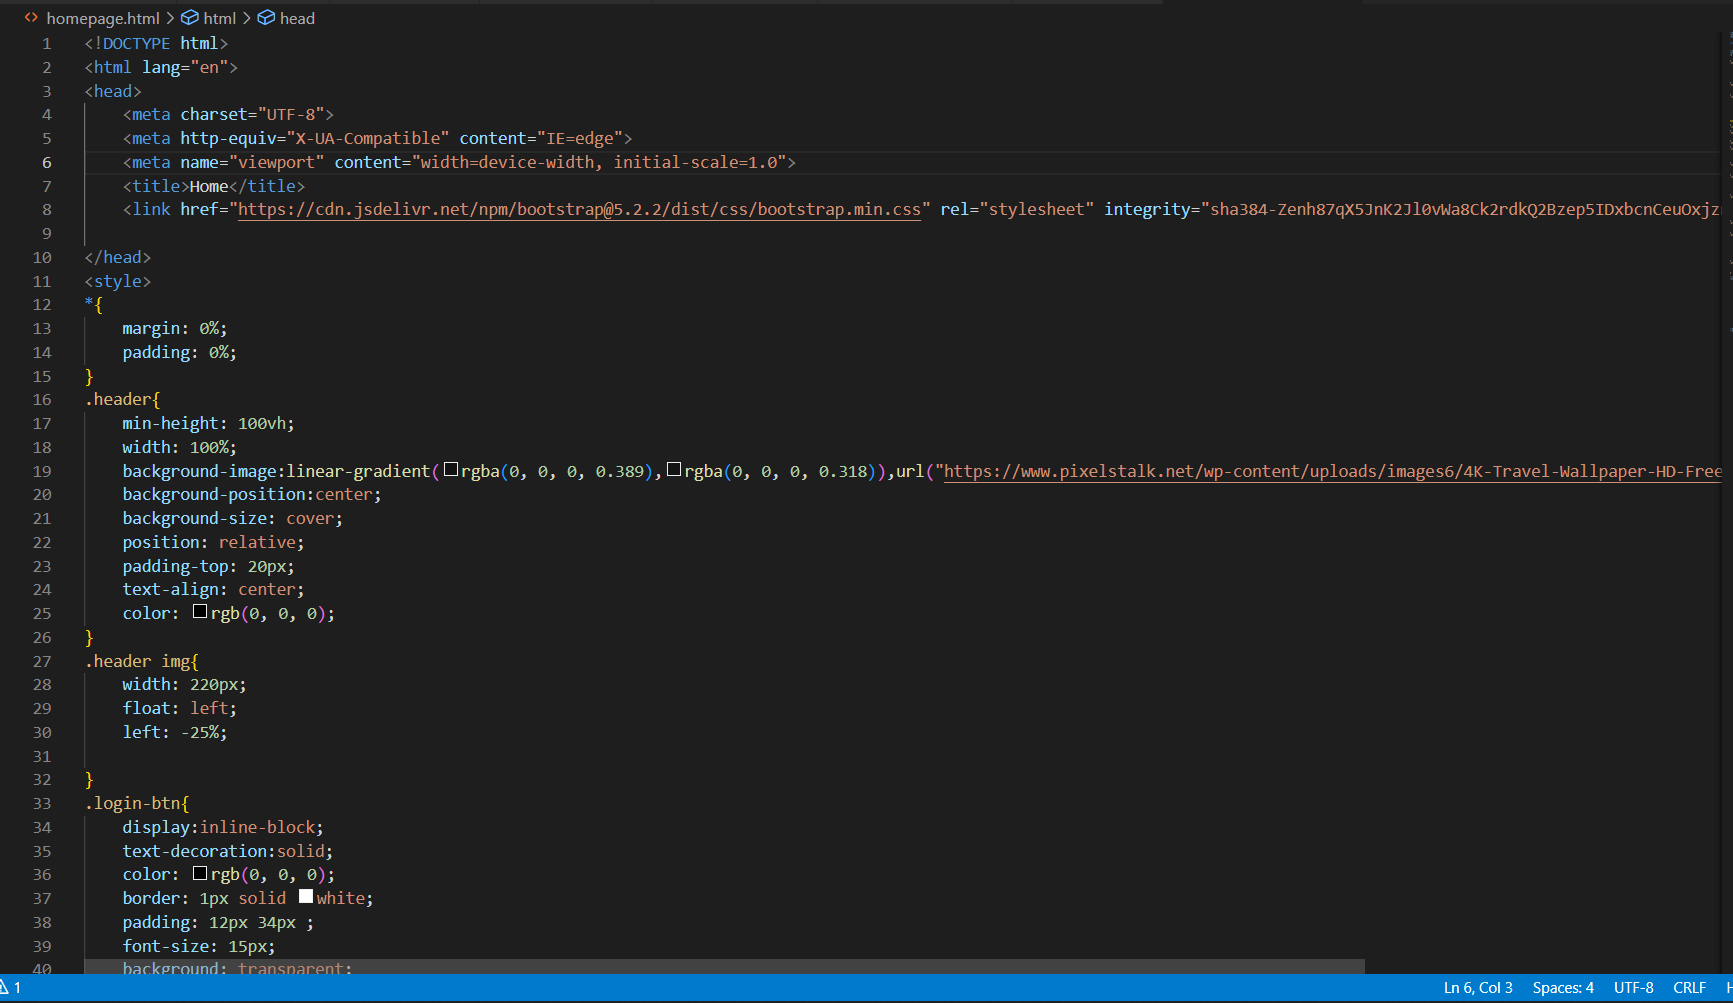 homepage.html > html > head
1 <!DOCTYPE html>
2 <html lang="en">
3 <head>
4 <meta charset="UTF-8">
5 <meta http-equiv="X-UA-Compatible" content="IE=edge">
6 <meta name="viewport" content="width=device-width, initial-scale=1.0">
7 <title>Home</title>
8 <link href="https://cdn.jsdelivr.net/npm/bootstrap@5.2.2/dist/css/bootstrap.min.css" rel="stylesheet" integrity="sha384-Zenh87qX5JnK2Jl0vWa8Ck2rdkQ2Bzep5IDxbcnCeuOxjz
9
10 </head>
11 <style>
12 *{
13 margin: 0%;
14 padding: 0%;
15 }
16 .header{
17 min-height: 100vh;
18 width: 100%;
19 background-image:linear-gradient(rgba(0, 0, 0, 0.389),rgba(0, 0, 0, 0.318)),url("https://www.pixelstalk.net/wp-content/uploads/images6/4K-Travel-Wallpaper-HD-Free
20 background-position:center;
21 background-size: cover;
22 position: relative;
23 padding-top: 20px;
24 text-align: center;
25 color: rgb(0, 0, 0);
26 }
27 .header img{
28 width: 220px;
29 float: left;
30 left: -25%;
31
32 }
33 .login-btn{
34 display:inline-block;
35 text-decoration:solid;
36 color: rgb(0, 0, 0);
37 border: 1px solid white;
38 padding: 12px 34px ;
39 font-size: 15px;
40 background: transparent;
1 Ln 6, Col 3 Spaces: 4 UTF-8 CRLF